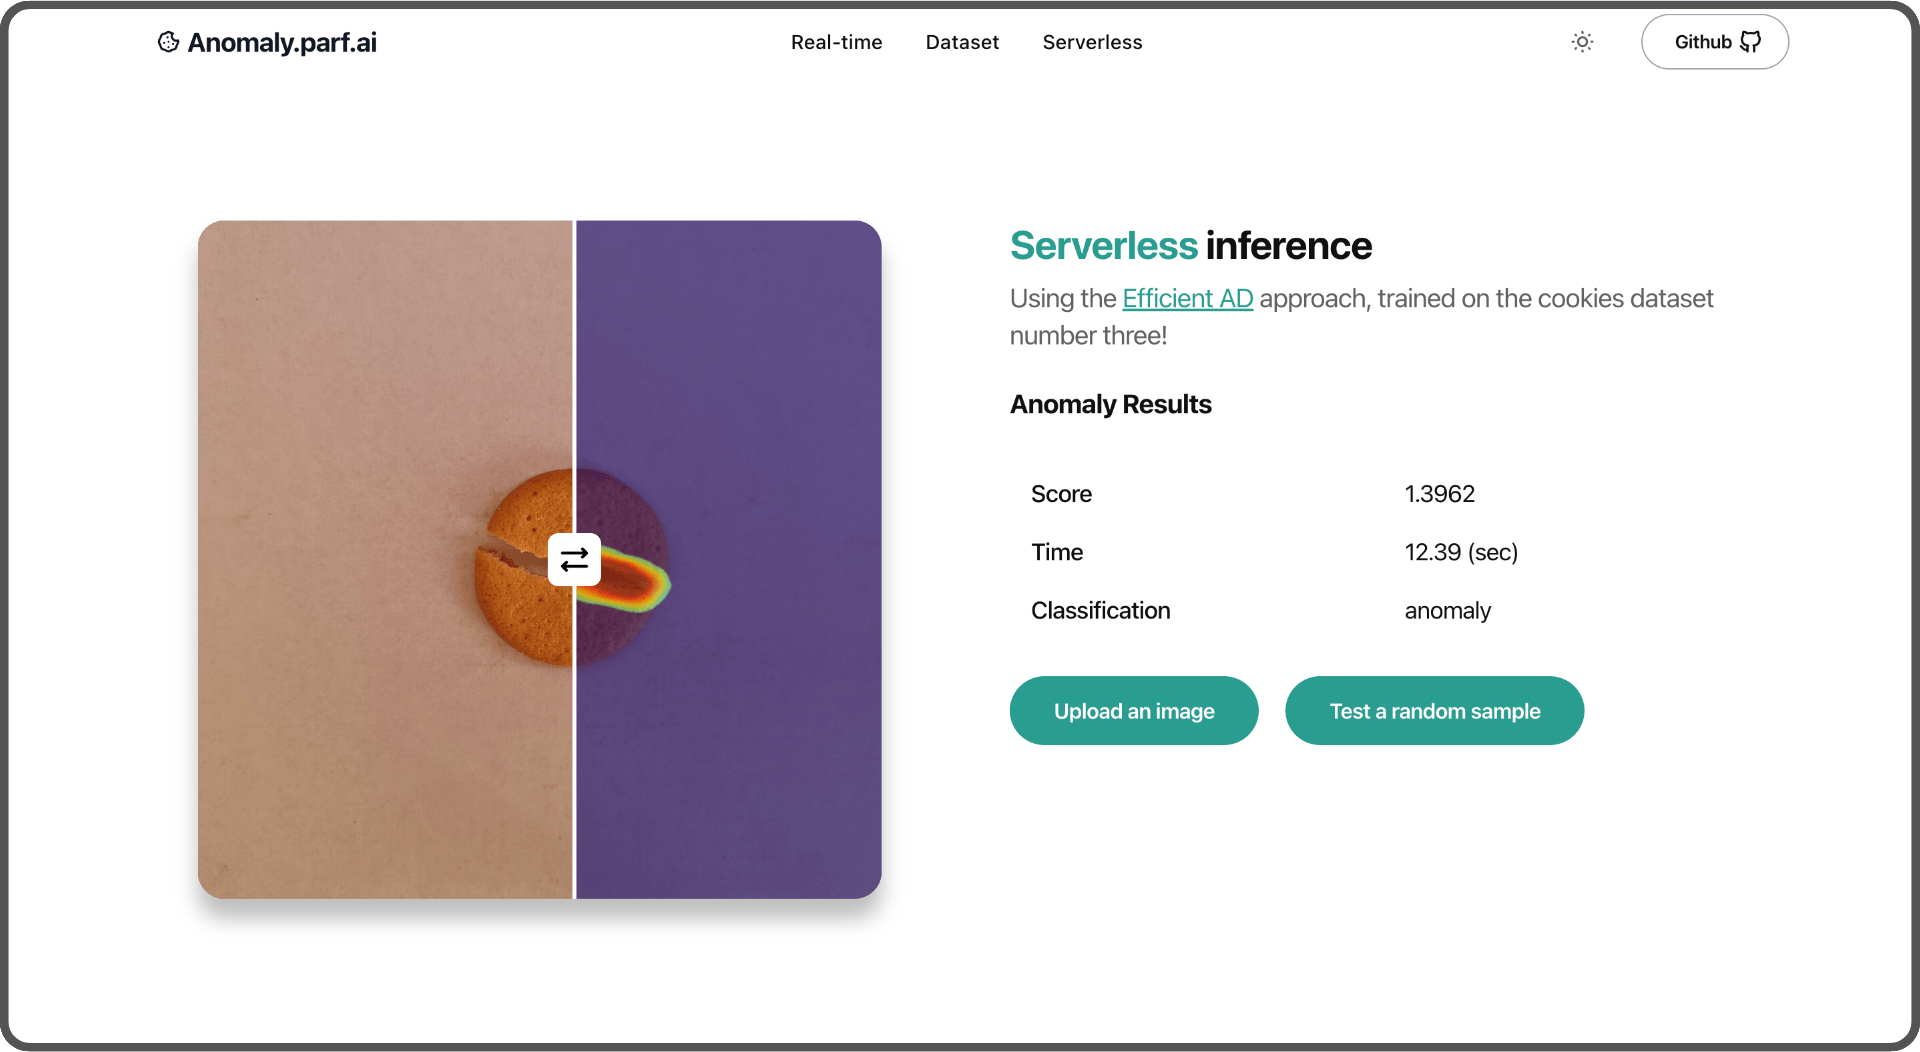 Anomaly.parf.ai
Real-time
Dataset
Serverless
Github
Serverless inference
Using the Efficient AD approach, trained on the cookies dataset
number three!
Anomaly Results
Score 1.3962
Time 12.39 (sec)
Classification anomaly
Upload an image
Test a random sample